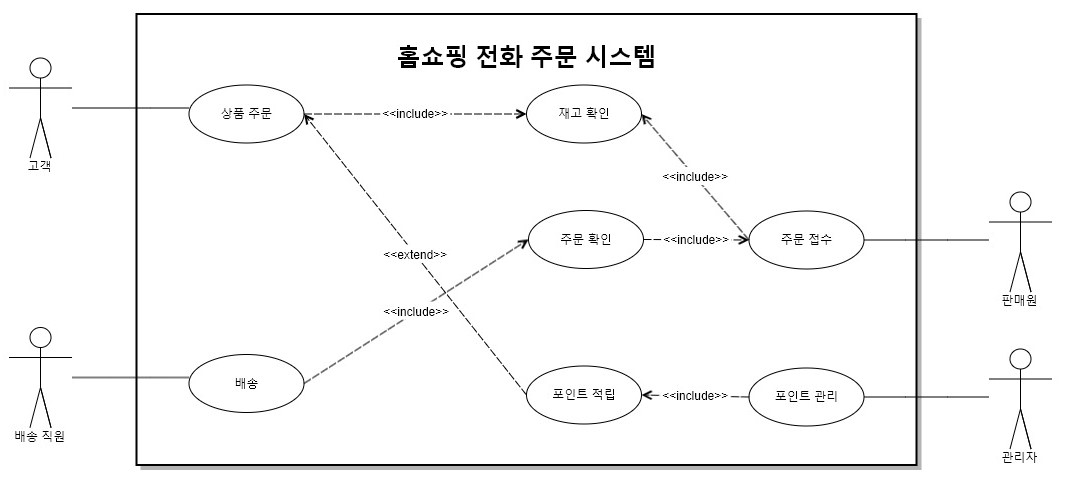 홈쇼핑 전화 주문 시스템
상품 주문
<<include>>
재고 확인
고객
<<include>>
주문 확인
<<include>>
주문 접수
<<extend>>
판매원
<<include>>
배송
포인트 적립
<<include>>
포인트 관리
배송 직원
관리자